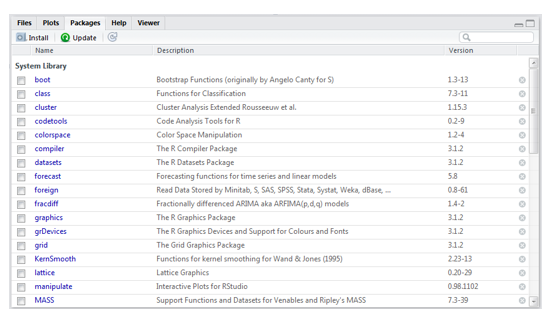 Files Plots Packages Help Viewer
Install Update
Name Description Version
System Library
boot Bootstrap Functions (originally by Angelo Canty for S) 1.3-13
class Functions for Classification 7.3-11
cluster Cluster Analysis Extended Rousseeuw et al. 1.15.3
codetools Code Analysis Tools for R 0.2-9
colorspace Color Space Manipulation 1.2-4
compiler The R Compiler Package 3.1.2
datasets The R Datasets Package 3.1.2
forecast Forecasting functions for time series and linear models 5.8
foreign Read Data Stored by Minitab, S, SAS, SPSS, Stata, Systat, Weka, dBase, ... 0.8-61
fracdiff Fractionally differenced ARIMA aka ARFIMA(p,d,q) models 1.4-2
graphics The R Graphics Package 3.1.2
grDevices The R Graphics Devices and Support for Colours and Fonts 3.1.2
grid The Grid Graphics Package 3.1.2
KernSmooth Functions for kernel smoothing for Wand & Jones (1995) 2.23-13
lattice Lattice Graphics 0.20-29
manipulate Interactive Plots for RStudio 0.98.1102
MASS Support Functions and Datasets for Venables and Ripley's MASS 7.3-39